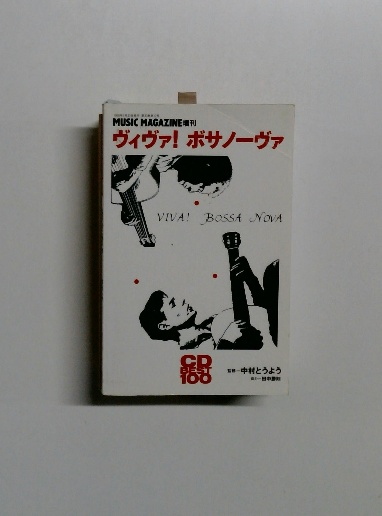 MUSIC MAGAZINE増刊
ヴィヴァ! ボサノーヴァ
VIVA! BOSSA NOVA
CD
BEST
100
監修―中村とうよう